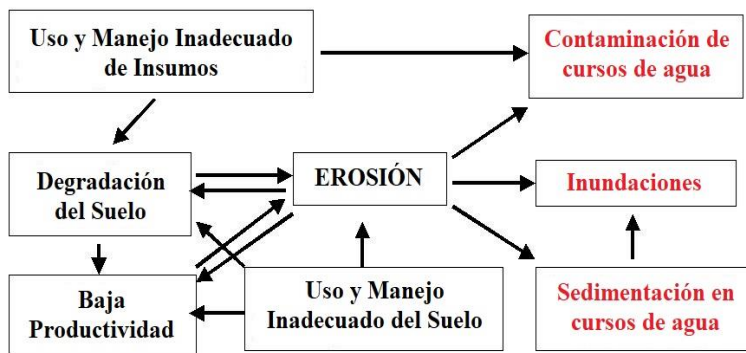 Uso y Manejo Inadecuado
de Insumos
Contaminación de
cursos de agua
Degradación
del Suelo
EROSIÓN
Inundaciones
Baja
Productividad
Uso y Manejo
Inadecuado del Suelo
Sedimentación en
cursos de agua